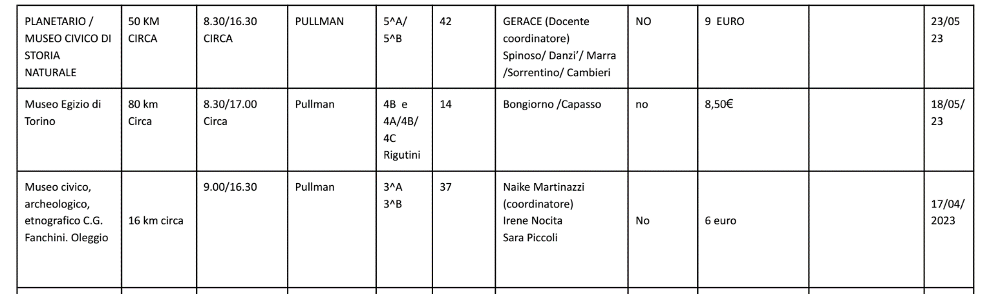 PLANETARIO /
MUSEO CIVICO DI
STORIA
NATURALE
50 KM
CIRCA
8.30/16.30
CIRCA
PULLMAN
5^A/
5^B
42
GERACE (Docente
coordinatore)
Spinoso/ Danzi’/ Marra
/Sorrentino/ Cambieri
NO
9 EURO
23/05
23
Museo Egizio di
Torino
80 km
Circa
8.30/17.00
Circa
Pullman
4B e
4A/4B/
4C
Rigutini
14
Bongiorno /Capasso
no
8,50€
18/05/
23
Museo civico,
archeologico,
etnografico C.G.
Fanchini. Oleggio
16 km circa
9.00/16.30
Pullman
3^A
3^B
37
Naike Martinazzi
(coordinatore)
Irene Nocita
Sara Piccoli
No
6 euro
17/04/
2023